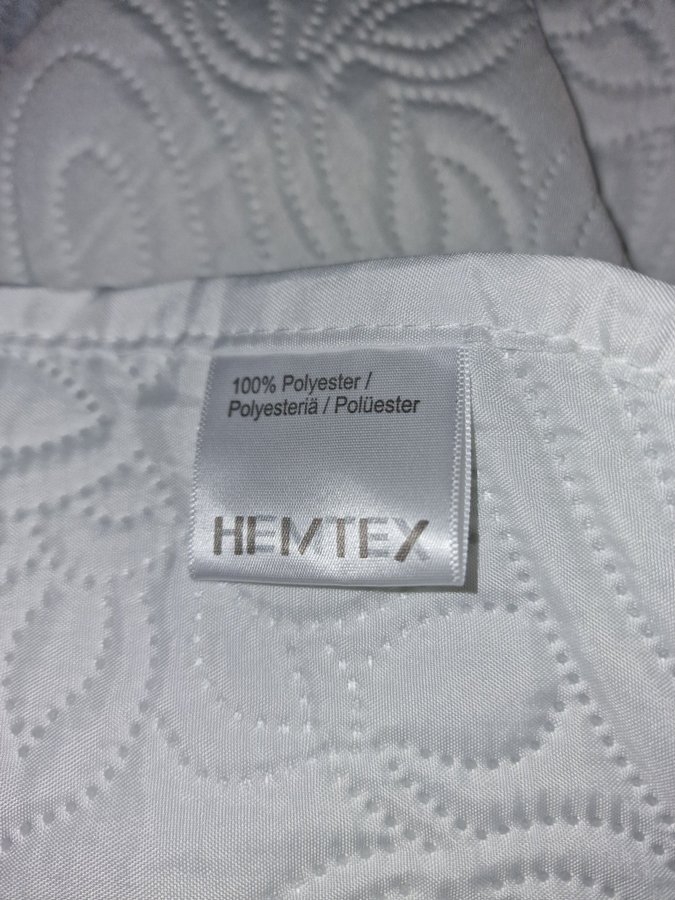 100% Polyester /
Polyesteriä / Polüester
HEMTEX